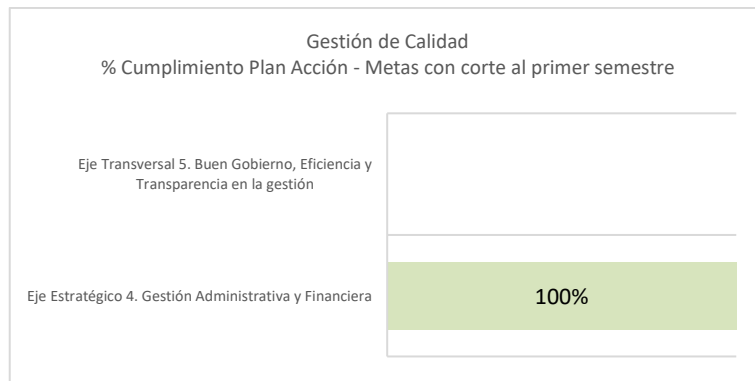 Gestión de Calidad
% Cumplimiento Plan Acción - Metas con corte al primer semestre
Eje Transversal 5. Buen Gobierno, Eficiencia y
Transparencia en la gestión
Eje Estratégico 4. Gestión Administrativa y Financiera
100%